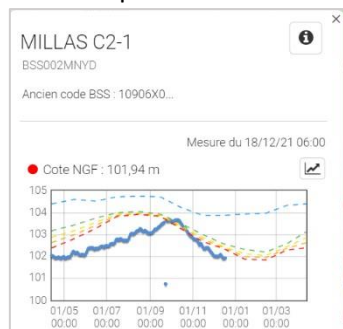 ×
MILLAS C2-1
BSS002MNYD
Ancien code BSS : 10906X0...
Mesure du 18/12/21 06:00
Cote NGF : 101,94 m
105
104
103
102
101
100
01/05 01/07 01/09 01/11 01/01 01/03
00:00 00:00 00:00 00:00 00:00 00:00